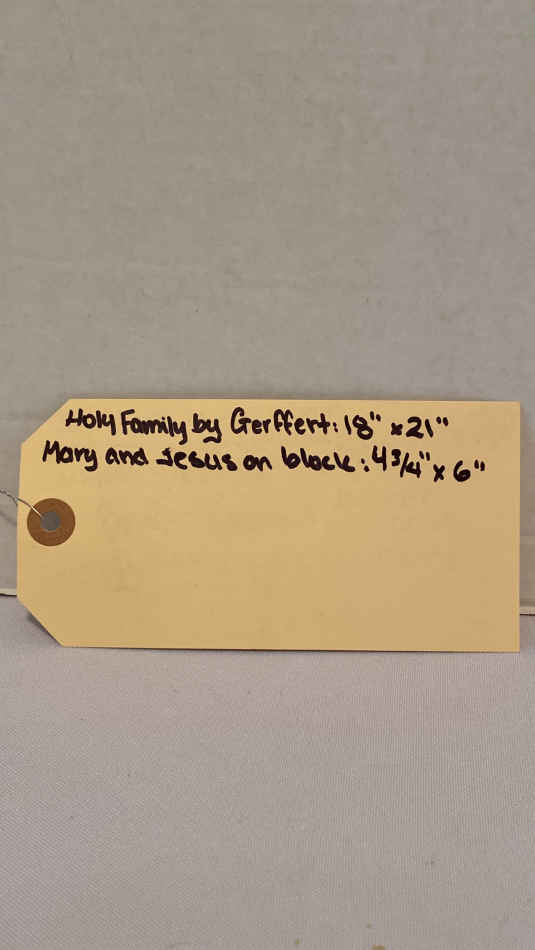 Holy Family by Gerffert: 18" x 21"
Mary and Jesus on block: 4 3/4" x 6"